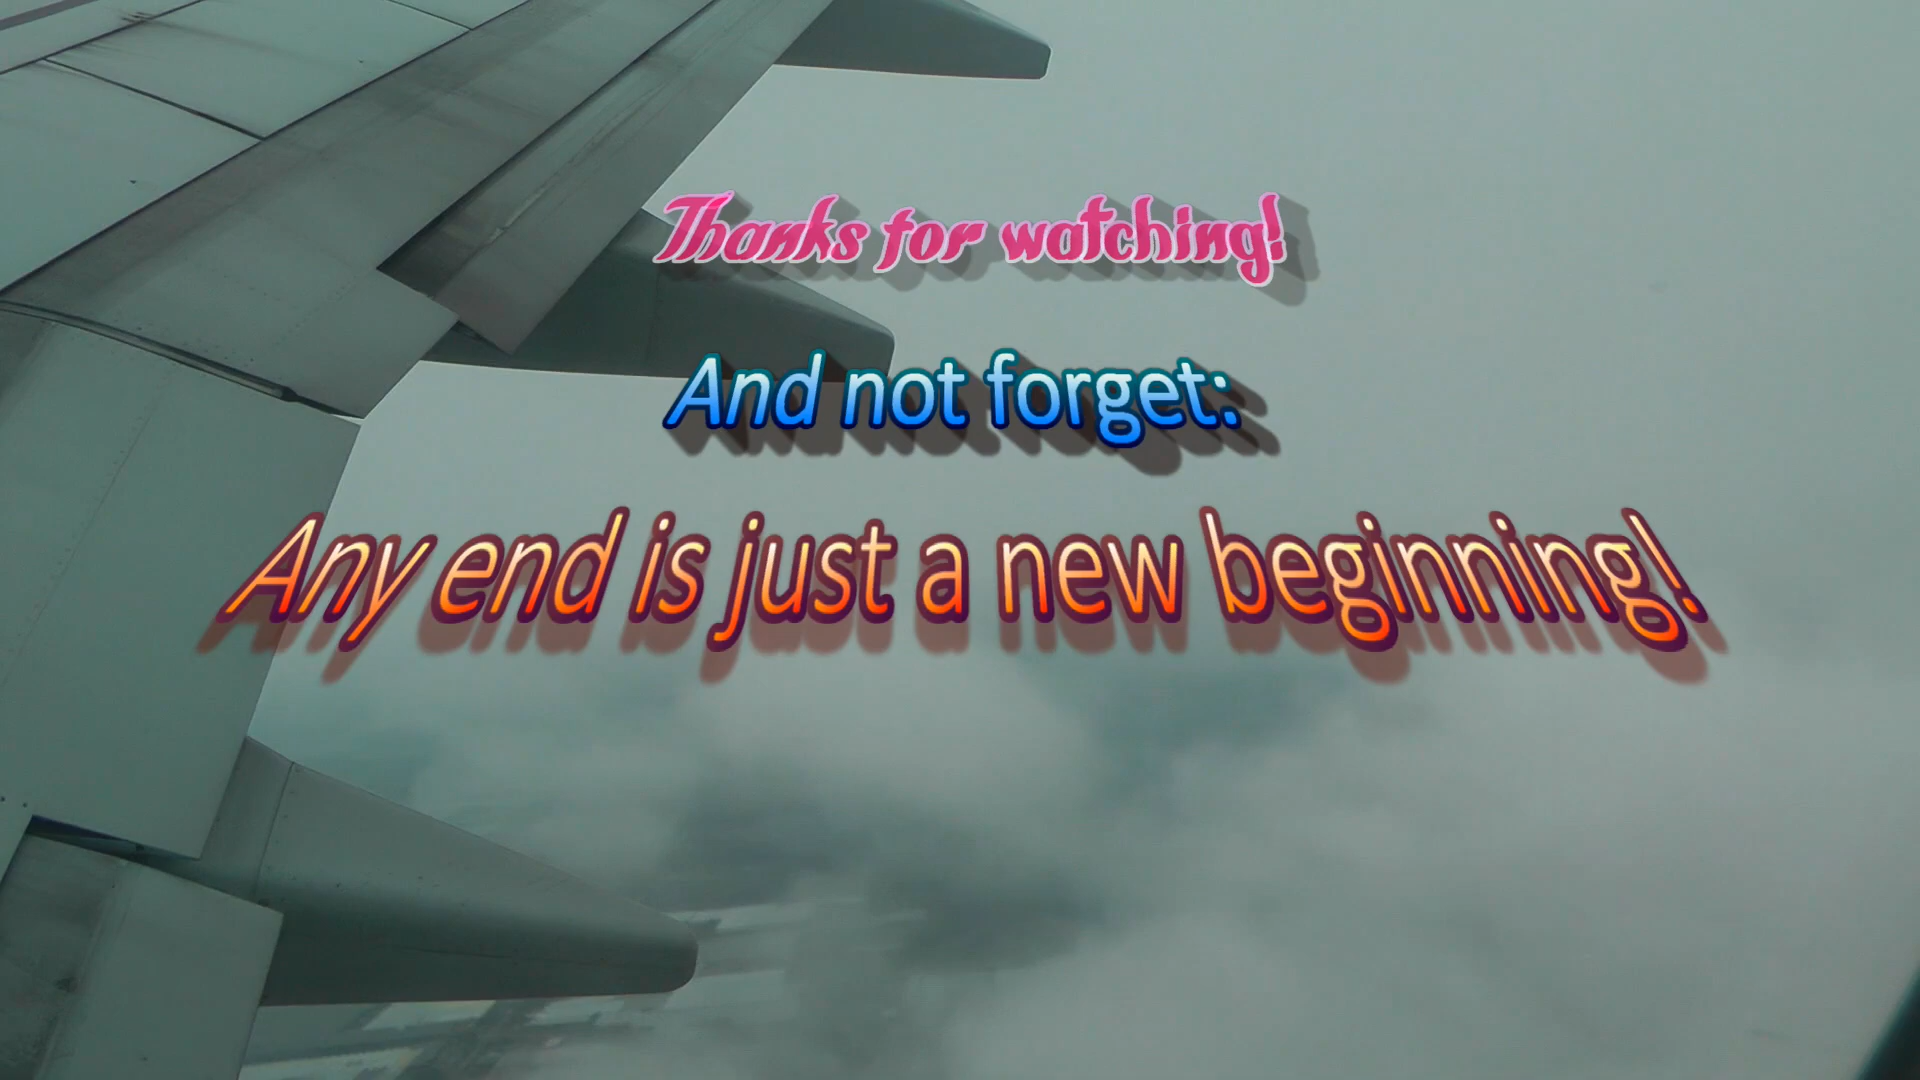 Thanks for watching!
And not forget:
Any end is just a new beginning!